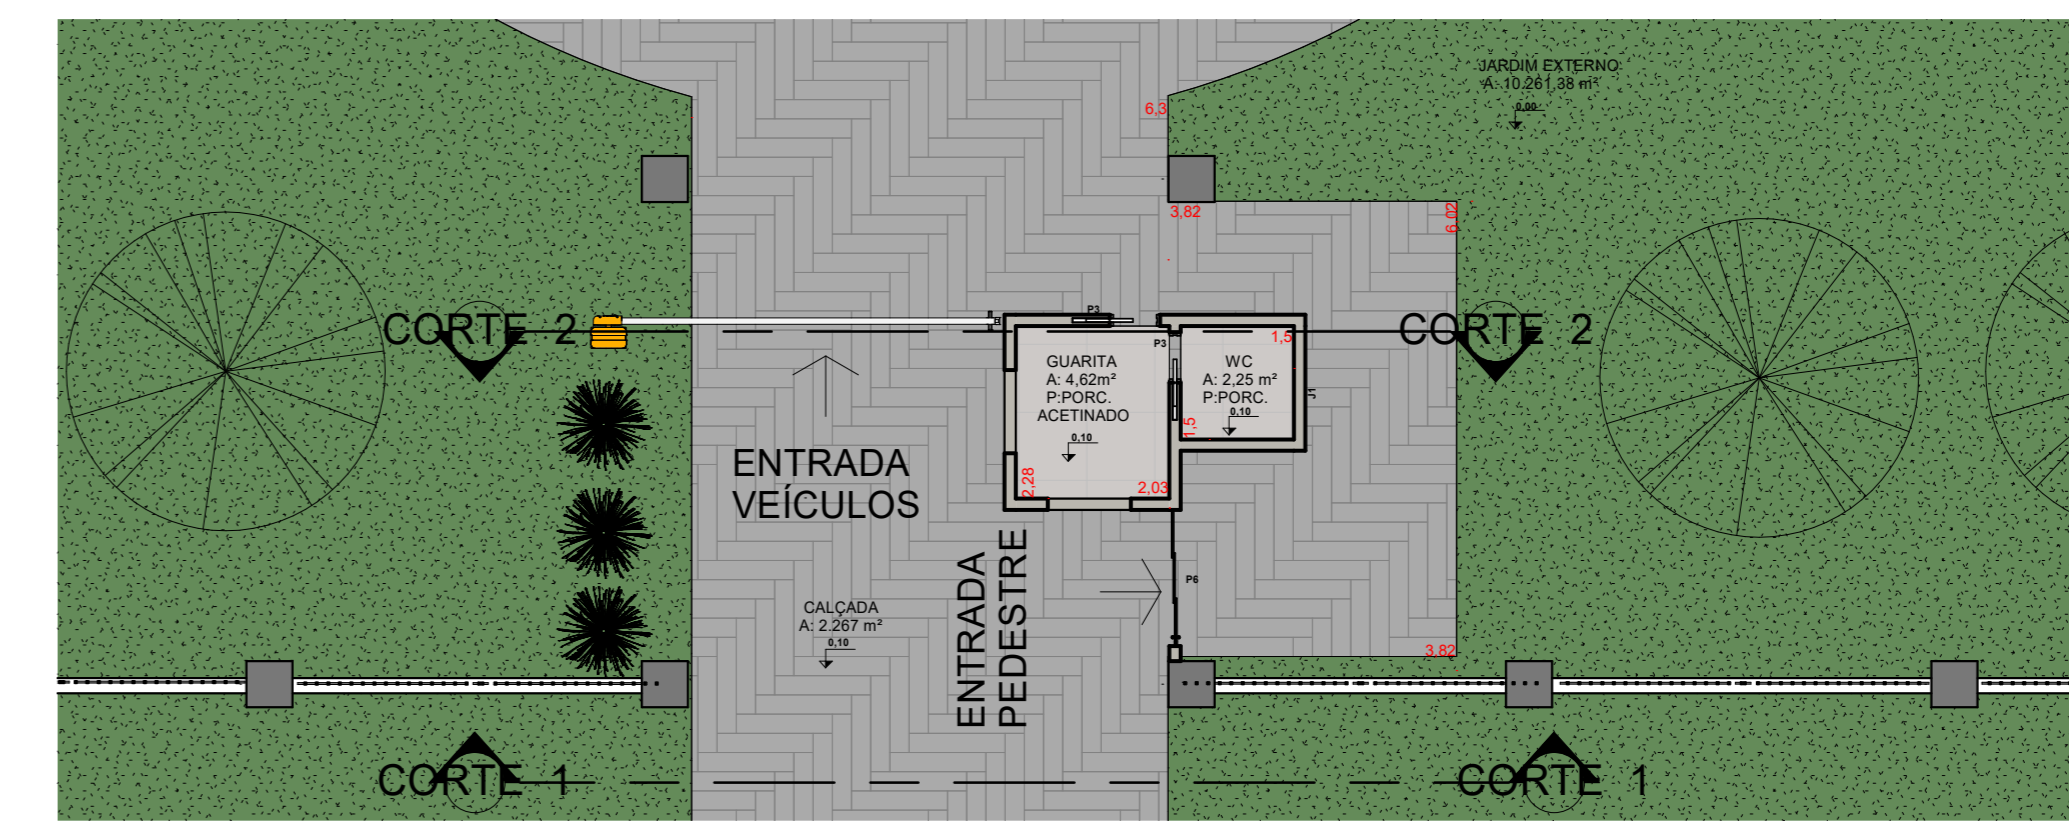 JARDIM EXTERNO
A: 10.261,38 m²
0,00
6,3
3,82
6,02
CORTE 2
CORTE 2
P3
P3
1,5
GUARITA
A: 4,62m²
P:PORC.
ACETINADO
0,10
WC
A: 2,25 m²
P:PORC.
0,10
J1
1,5
2,28
2,03
ENTRADA
VEÍCULOS
ENTRADA
PEDESTRE
P6
CALÇADA
A: 2.267 m²
0,10
3,82
CORTE 1
CORTE 1